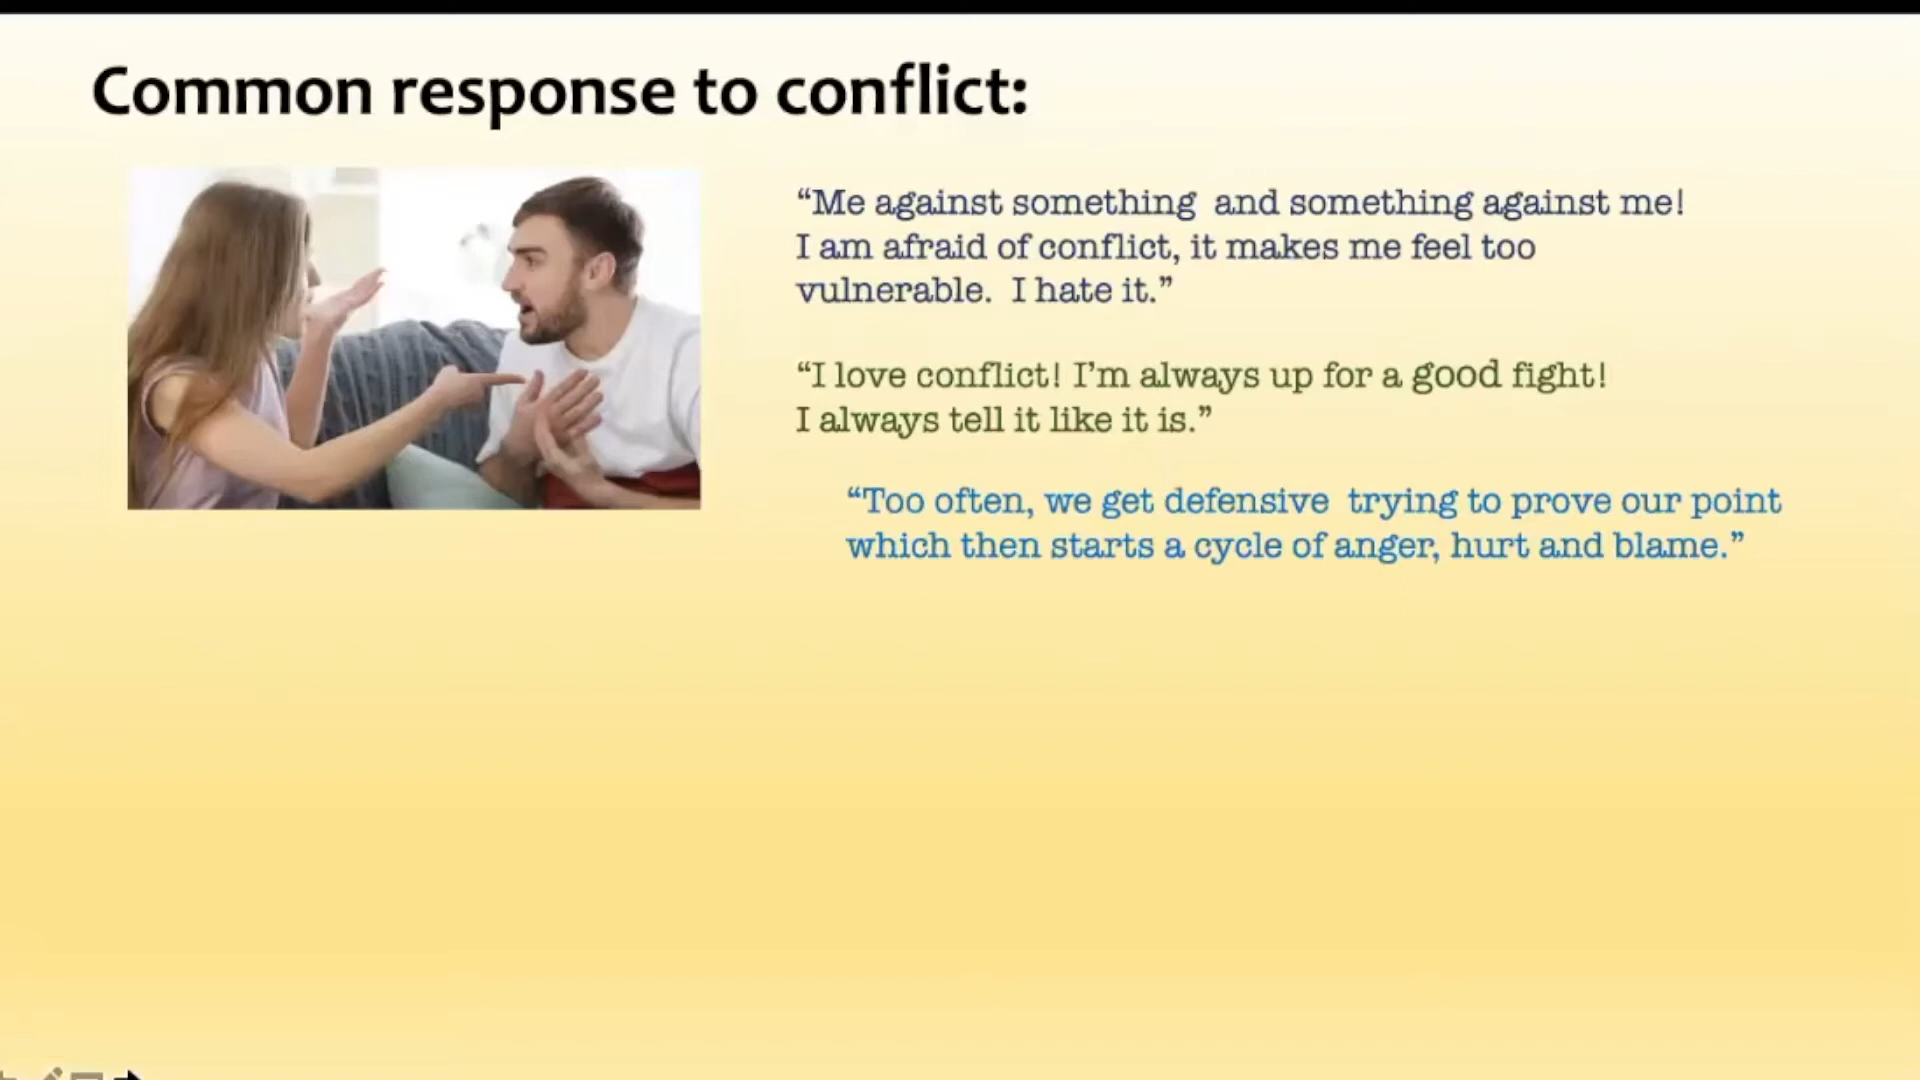 Common response to conflict:
“Me against something and something against me!
I am afraid of conflict, it makes me feel too
vulnerable. I hate it.”
“I love conflict! I’m always up for a good fight!
I always tell it like it is.”
“Too often, we get defensive trying to prove our point
which then starts a cycle of anger, hurt and blame.”